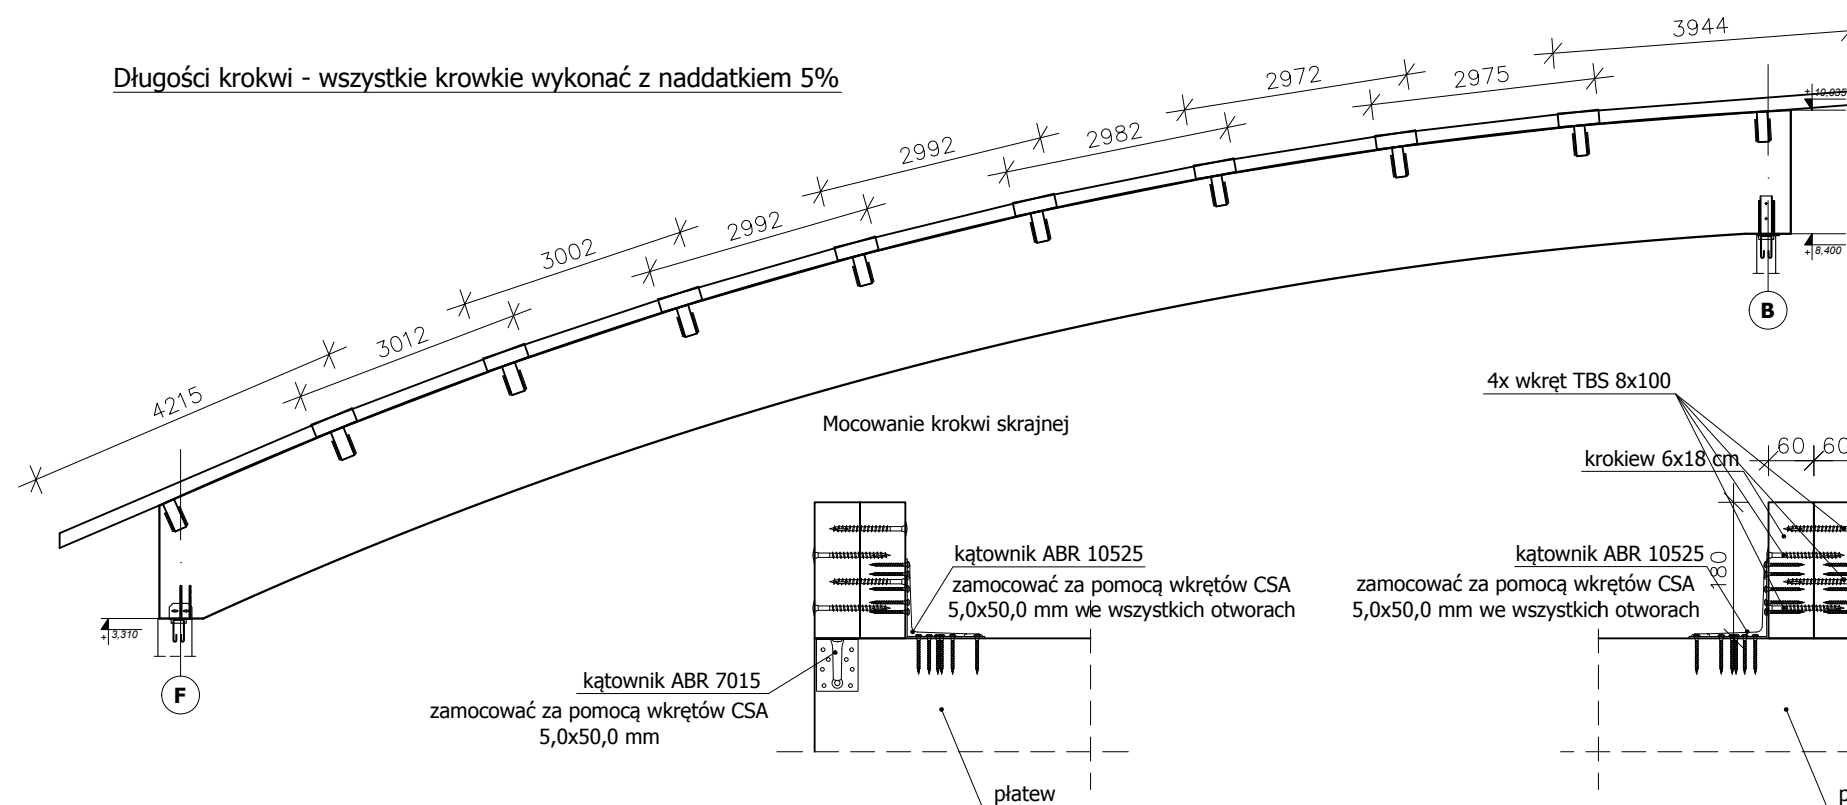 Długości krokwi - wszystkie krowkie wykonać z naddatkiem 5%
4215
3012
3002
2992
2992
2982
2972
2975
3944
+ 10,035
+ 8,400
B
+ 3,310
F
Mocowanie krokwi skrajnej
kątownik ABR 10525
zamocować za pomocą wkrętów CSA
5,0x50,0 mm we wszystkich otworach
kątownik ABR 7015
zamocować za pomocą wkrętów CSA
5,0x50,0 mm
płatew
4x wkręt TBS 8x100
60
60
krokiew 6x18 cm
180
kątownik ABR 10525
zamocować za pomocą wkrętów CSA
5,0x50,0 mm we wszystkich otworach
p